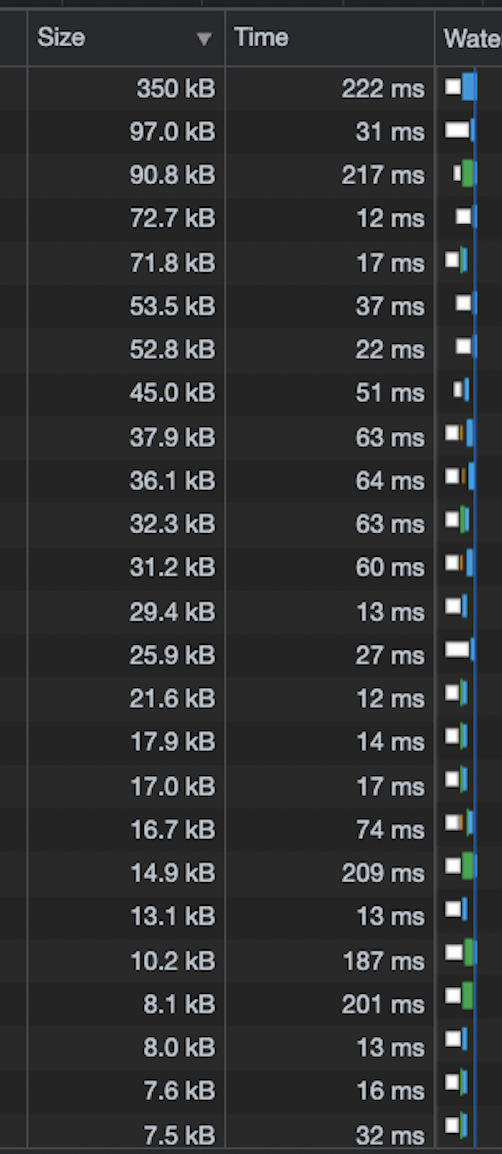 Size ▼ Time Wate
350 kB 222 ms
97.0 kB 31 ms
90.8 kB 217 ms
72.7 kB 12 ms
71.8 kB 17 ms
53.5 kB 37 ms
52.8 kB 22 ms
45.0 kB 51 ms
37.9 kB 63 ms
36.1 kB 64 ms
32.3 kB 63 ms
31.2 kB 60 ms
29.4 kB 13 ms
25.9 kB 27 ms
21.6 kB 12 ms
17.9 kB 14 ms
17.0 kB 17 ms
16.7 kB 74 ms
14.9 kB 209 ms
13.1 kB 13 ms
10.2 kB 187 ms
8.1 kB 201 ms
8.0 kB 13 ms
7.6 kB 16 ms
7.5 kB 32 ms